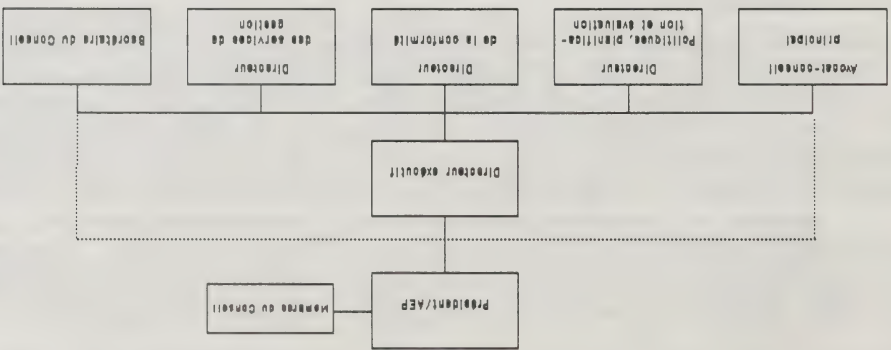 Président/AEP
Membres du Conseil
Directeur exécutif
Avocat-conseil
principal
Directeur
Politiques, planifica-
tion et évaluation
Directeur
de la conformité
Directeur
des services de
gestion
Secrétaire du Conseil